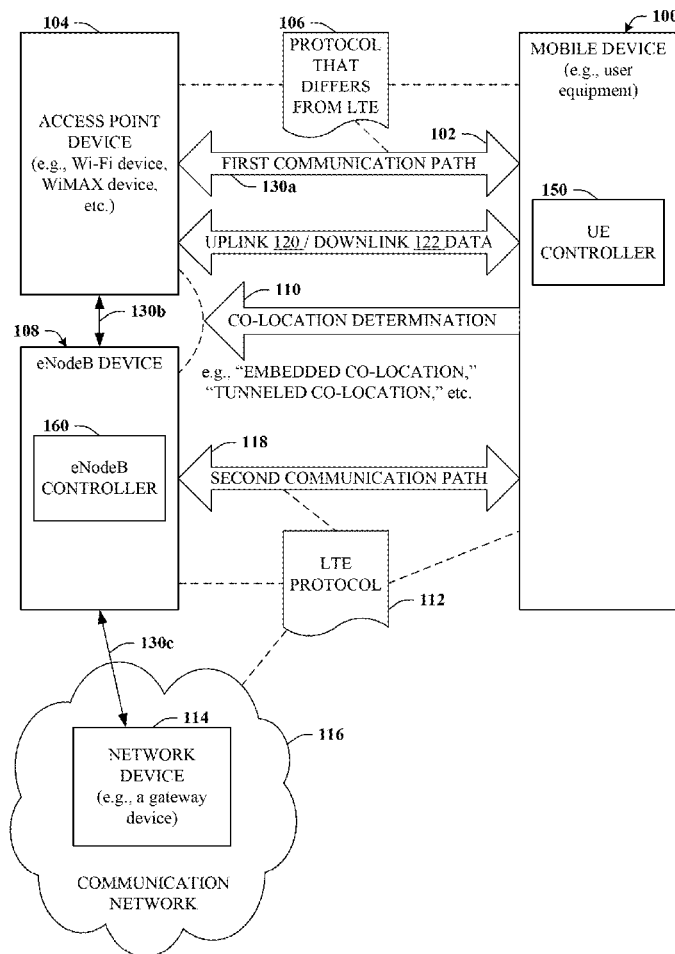 104
106
100
PROTOCOL
THAT
DIFFERS
FROM LTE
MOBILE DEVICE
(e.g., user
equipment)
ACCESS POINT
DEVICE
(e.g., Wi-Fi device,
WiMAX device,
etc.)
102
FIRST COMMUNICATION PATH
130a
150
UE
CONTROLLER
UPLINK 120 / DOWNLINK 122 DATA
110
130b
CO-LOCATION DETERMINATION
108
eNodeB DEVICE
e.g., “EMBEDDED CO-LOCATION,”
“TUNNELED CO-LOCATION,” etc.
160
eNodeB
CONTROLLER
118
SECOND COMMUNICATION PATH
LTE
PROTOCOL
112
130c
114
116
NETWORK
DEVICE
(e.g., a gateway
device)
COMMUNICATION
NETWORK